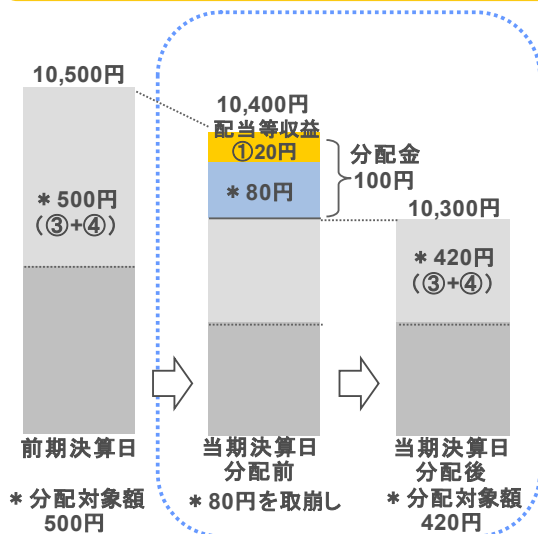 10,500円
＊500円
（③+④）
前期決算日
＊分配対象額
500円
10,400円
配当等収益
①20円
＊80円
分配金
100円
当期決算日
分配前
＊80円を取崩し
10,300円
＊420円
（③+④）
当期決算日
分配後
＊分配対象額
420円